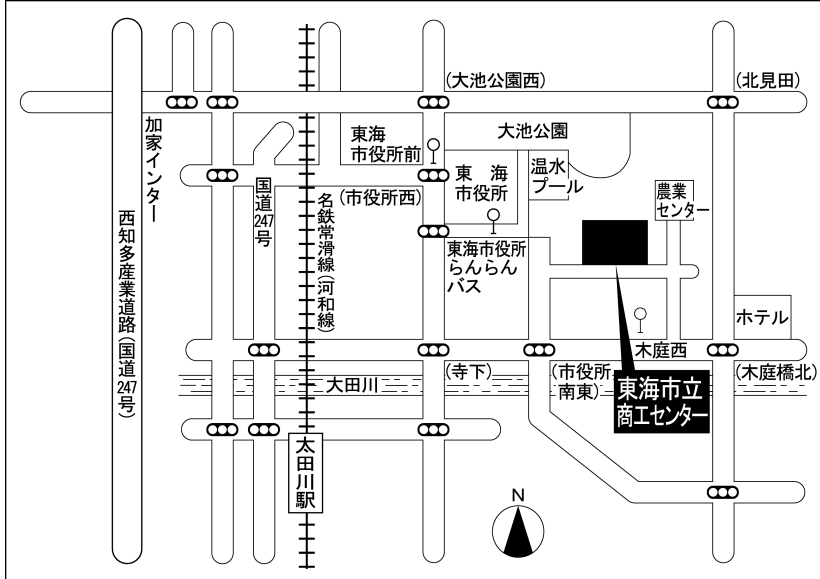 (大池公園西)
(北見田)
加家インター
東海
市役所前
大池公園
東 海
市役所
温水
プール
農業
センター
国道247号
(市役所西)
名鉄常滑線(河和線)
西知多産業道路(国道247号)
東海市役所
らんらん
バス
ホテル
木庭西
大田川
(寺下)
(市役所
南東)
(木庭橋北)
東海市立
商工センター
太田川駅
N